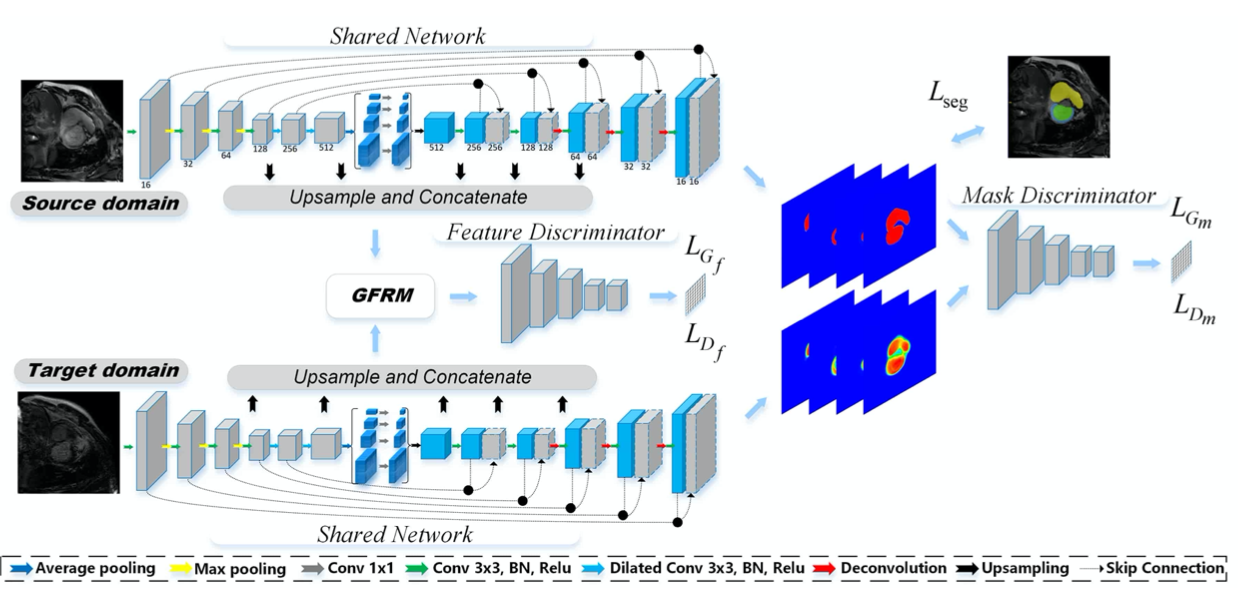 Shared Network
16
32
64
128
256
512
512
256 256
128 128
64 64
32 32
16 16
Source domain
Upsample and Concatenate
L_seg
Mask Discriminator
L_{G_m}
L_{D_m}
Feature Discriminator
L_{G_f}
L_{D_f}
GFRM
Target domain
Upsample and Concatenate
Shared Network
Average pooling Max pooling Conv 1x1 Conv 3x3, BN, Relu Dilated Conv 3x3, BN, Relu Deconvolution Upsampling Skip Connection